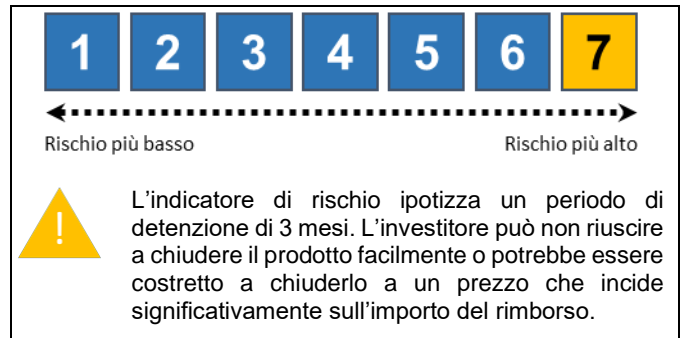 1 2 3 4 5 6 7
Rischio più basso Rischio più alto
!
L'indicatore di rischio ipotizza un periodo di
detenzione di 3 mesi. L'investitore può non riuscire
a chiudere il prodotto facilmente o potrebbe essere
costretto a chiuderlo a un prezzo che incide
significativamente sull'importo del rimborso.